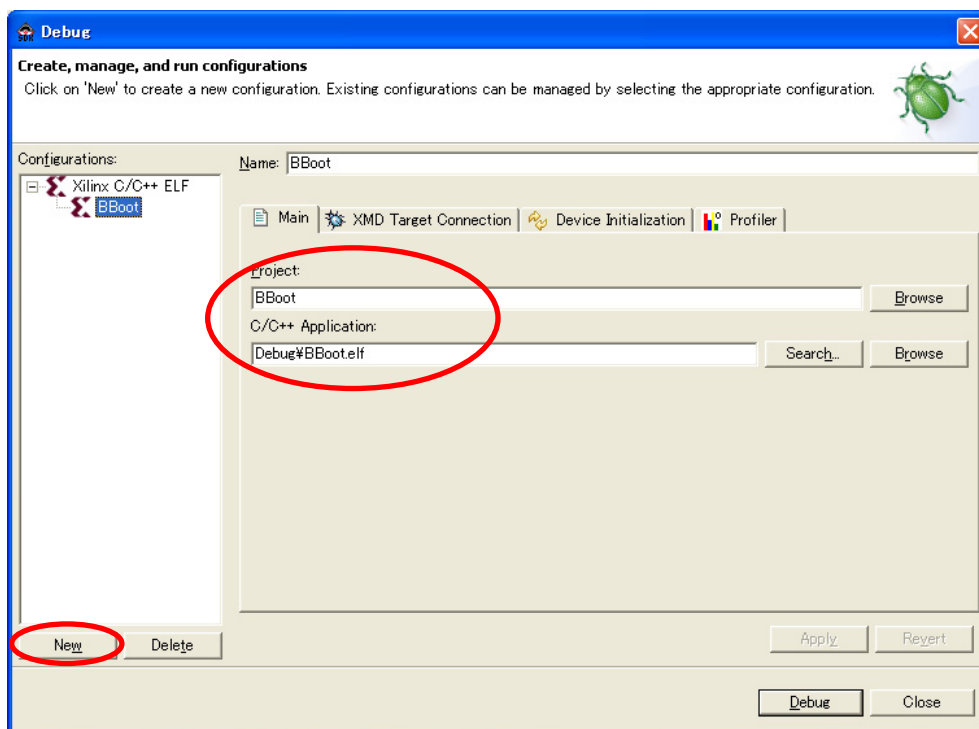 Debug
Create, manage, and run configurations
Click on 'New' to create a new configuration. Existing configurations can be managed by selecting the appropriate configuration.
Configurations:
Name: BBoot
Xilinx C/C++ ELF
BBoot
Main XMD Target Connection Device Initialization Profiler
Project:
BBoot Browse
C/C++ Application:
Debug¥BBoot.elf Search... Browse
New Delete Apply Revert
Debug Close